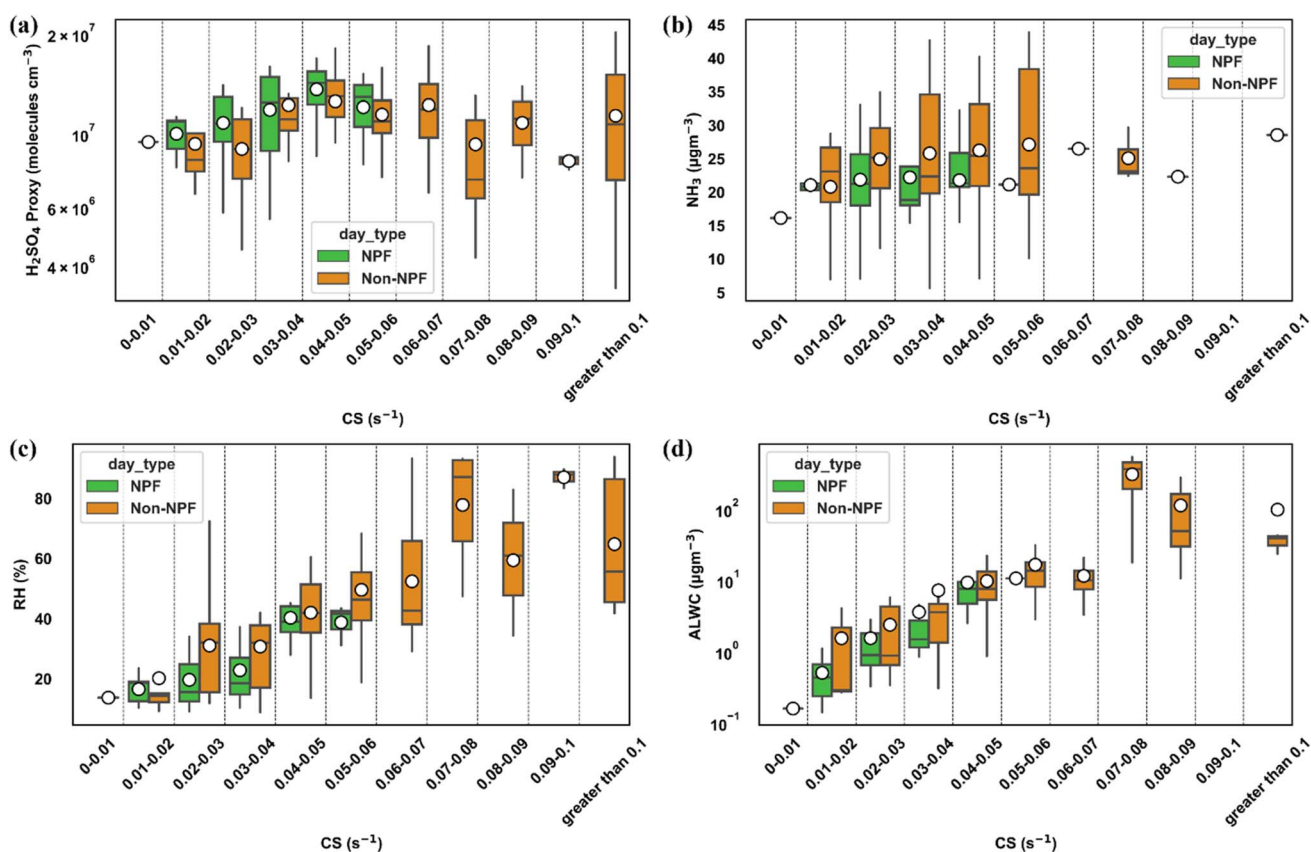 (a)
H₂SO₄ Proxy (molecules cm⁻³)
2 × 10⁷
10⁷
6 × 10⁶
4 × 10⁶
day_type
NPF
Non-NPF
0-0.01
0.01-0.02
0.02-0.03
0.03-0.04
0.04-0.05
0.05-0.06
0.06-0.07
0.07-0.08
0.08-0.09
0.09-0.1
greater than 0.1
CS (s⁻¹)
(b)
NH₃ (μgm⁻³)
45
40
35
30
25
20
15
10
5
day_type
NPF
Non-NPF
0-0.01
0.01-0.02
0.02-0.03
0.03-0.04
0.04-0.05
0.05-0.06
0.06-0.07
0.07-0.08
0.08-0.09
0.09-0.1
greater than 0.1
CS (s⁻¹)
(c)
RH (%)
80
60
40
20
day_type
NPF
Non-NPF
0-0.01
0.01-0.02
0.02-0.03
0.03-0.04
0.04-0.05
0.05-0.06
0.06-0.07
0.07-0.08
0.08-0.09
0.09-0.1
greater than 0.1
CS (s⁻¹)
(d)
ALWC (μgm⁻³)
10²
10¹
10⁰
10⁻¹
day_type
NPF
Non-NPF
0-0.01
0.01-0.02
0.02-0.03
0.03-0.04
0.04-0.05
0.05-0.06
0.06-0.07
0.07-0.08
0.08-0.09
0.09-0.1
greater than 0.1
CS (s⁻¹)